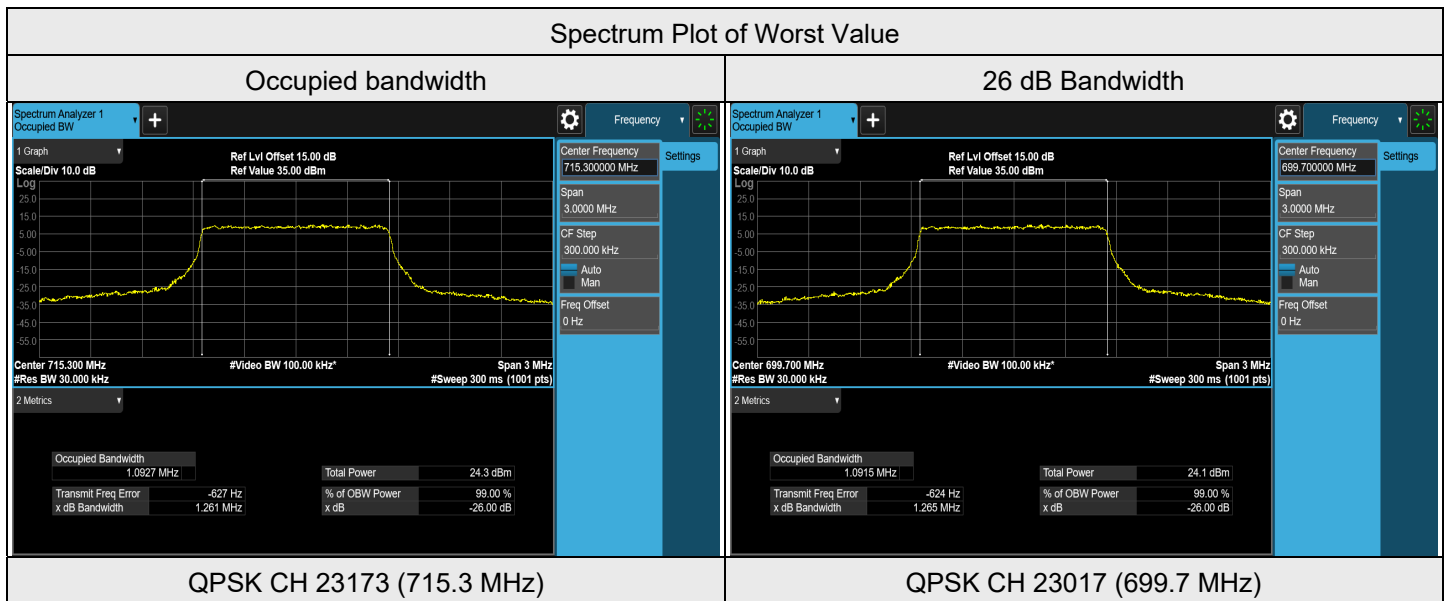 Spectrum Plot of Worst Value
Occupied bandwidth
26 dB Bandwidth
Spectrum Analyzer 1
Occupied BW
+
Frequency
1 Graph
Ref Lvl Offset 15.00 dB
Scale/Div 10.0 dB
Ref Value 35.00 dBm
Log
25.0
15.0
5.00
-5.00
-15.0
-25.0
-35.0
-45.0
-55.0
Center 715.300 MHz
#Video BW 100.00 kHz*
Span 3 MHz
#Res BW 30.000 kHz
#Sweep 300 ms (1001 pts)
Center Frequency
715.300000 MHz
Settings
Span
3.0000 MHz
CF Step
300.000 kHz
Auto
Man
Freq Offset
0 Hz
2 Metrics
Occupied Bandwidth
1.0927 MHz
Total Power 24.3 dBm
Transmit Freq Error -627 Hz
% of OBW Power 99.00 %
x dB Bandwidth 1.261 MHz
x dB -26.00 dB
Spectrum Analyzer 1
Occupied BW
+
Frequency
1 Graph
Ref Lvl Offset 15.00 dB
Scale/Div 10.0 dB
Ref Value 35.00 dBm
Log
25.0
15.0
5.00
-5.00
-15.0
-25.0
-35.0
-45.0
-55.0
Center 699.700 MHz
#Video BW 100.00 kHz*
Span 3 MHz
#Res BW 30.000 kHz
#Sweep 300 ms (1001 pts)
Center Frequency
699.700000 MHz
Settings
Span
3.0000 MHz
CF Step
300.000 kHz
Auto
Man
Freq Offset
0 Hz
2 Metrics
Occupied Bandwidth
1.0915 MHz
Total Power 24.1 dBm
Transmit Freq Error -624 Hz
% of OBW Power 99.00 %
x dB Bandwidth 1.265 MHz
x dB -26.00 dB
QPSK CH 23173 (715.3 MHz)
QPSK CH 23017 (699.7 MHz)